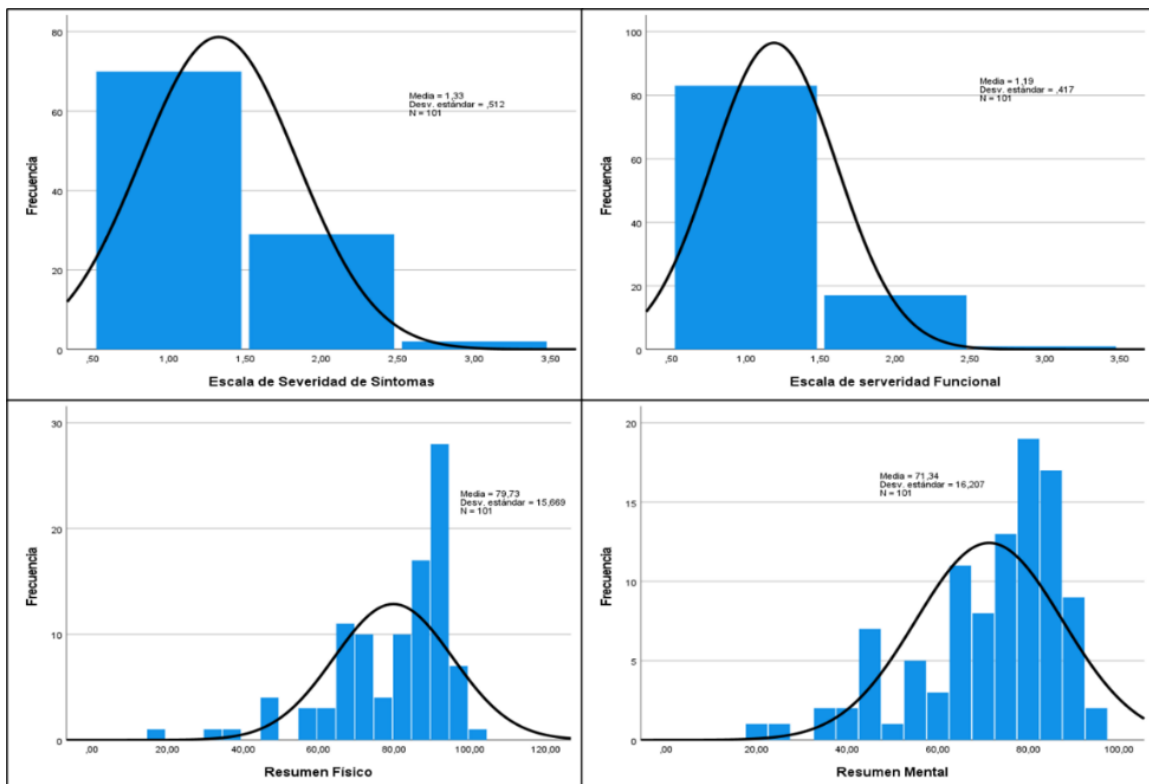 80
60
40
20
0
Frecuencia
Media = 1,33
Desv. estándar = ,512
N = 101
,50 1,00 1,50 2,00 2,50 3,00 3,50
Escala de Severidad de Síntomas
100
80
60
40
20
0
Frecuencia
Media = 1,19
Desv. estándar = ,417
N = 101
,50 1,00 1,50 2,00 2,50 3,00 3,50
Escala de serveridad Funcional
30
20
10
0
Frecuencia
Media = 79,73
Desv. estándar = 15,669
N = 101
,00 20,00 40,00 60,00 80,00 100,00 120,00
Resumen Físico
20
15
10
5
0
Frecuencia
Media = 71,34
Desv. estándar = 16,207
N = 101
,00 20,00 40,00 60,00 80,00 100,00
Resumen Mental